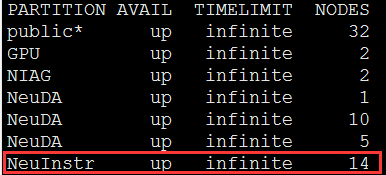 PARTITION AVAIL TIMELIMIT NODES
public* up infinite 32
GPU up infinite 2
NIAG up infinite 2
NeuDA up infinite 1
NeuDA up infinite 10
NeuDA up infinite 5
NeuInstr up infinite 14